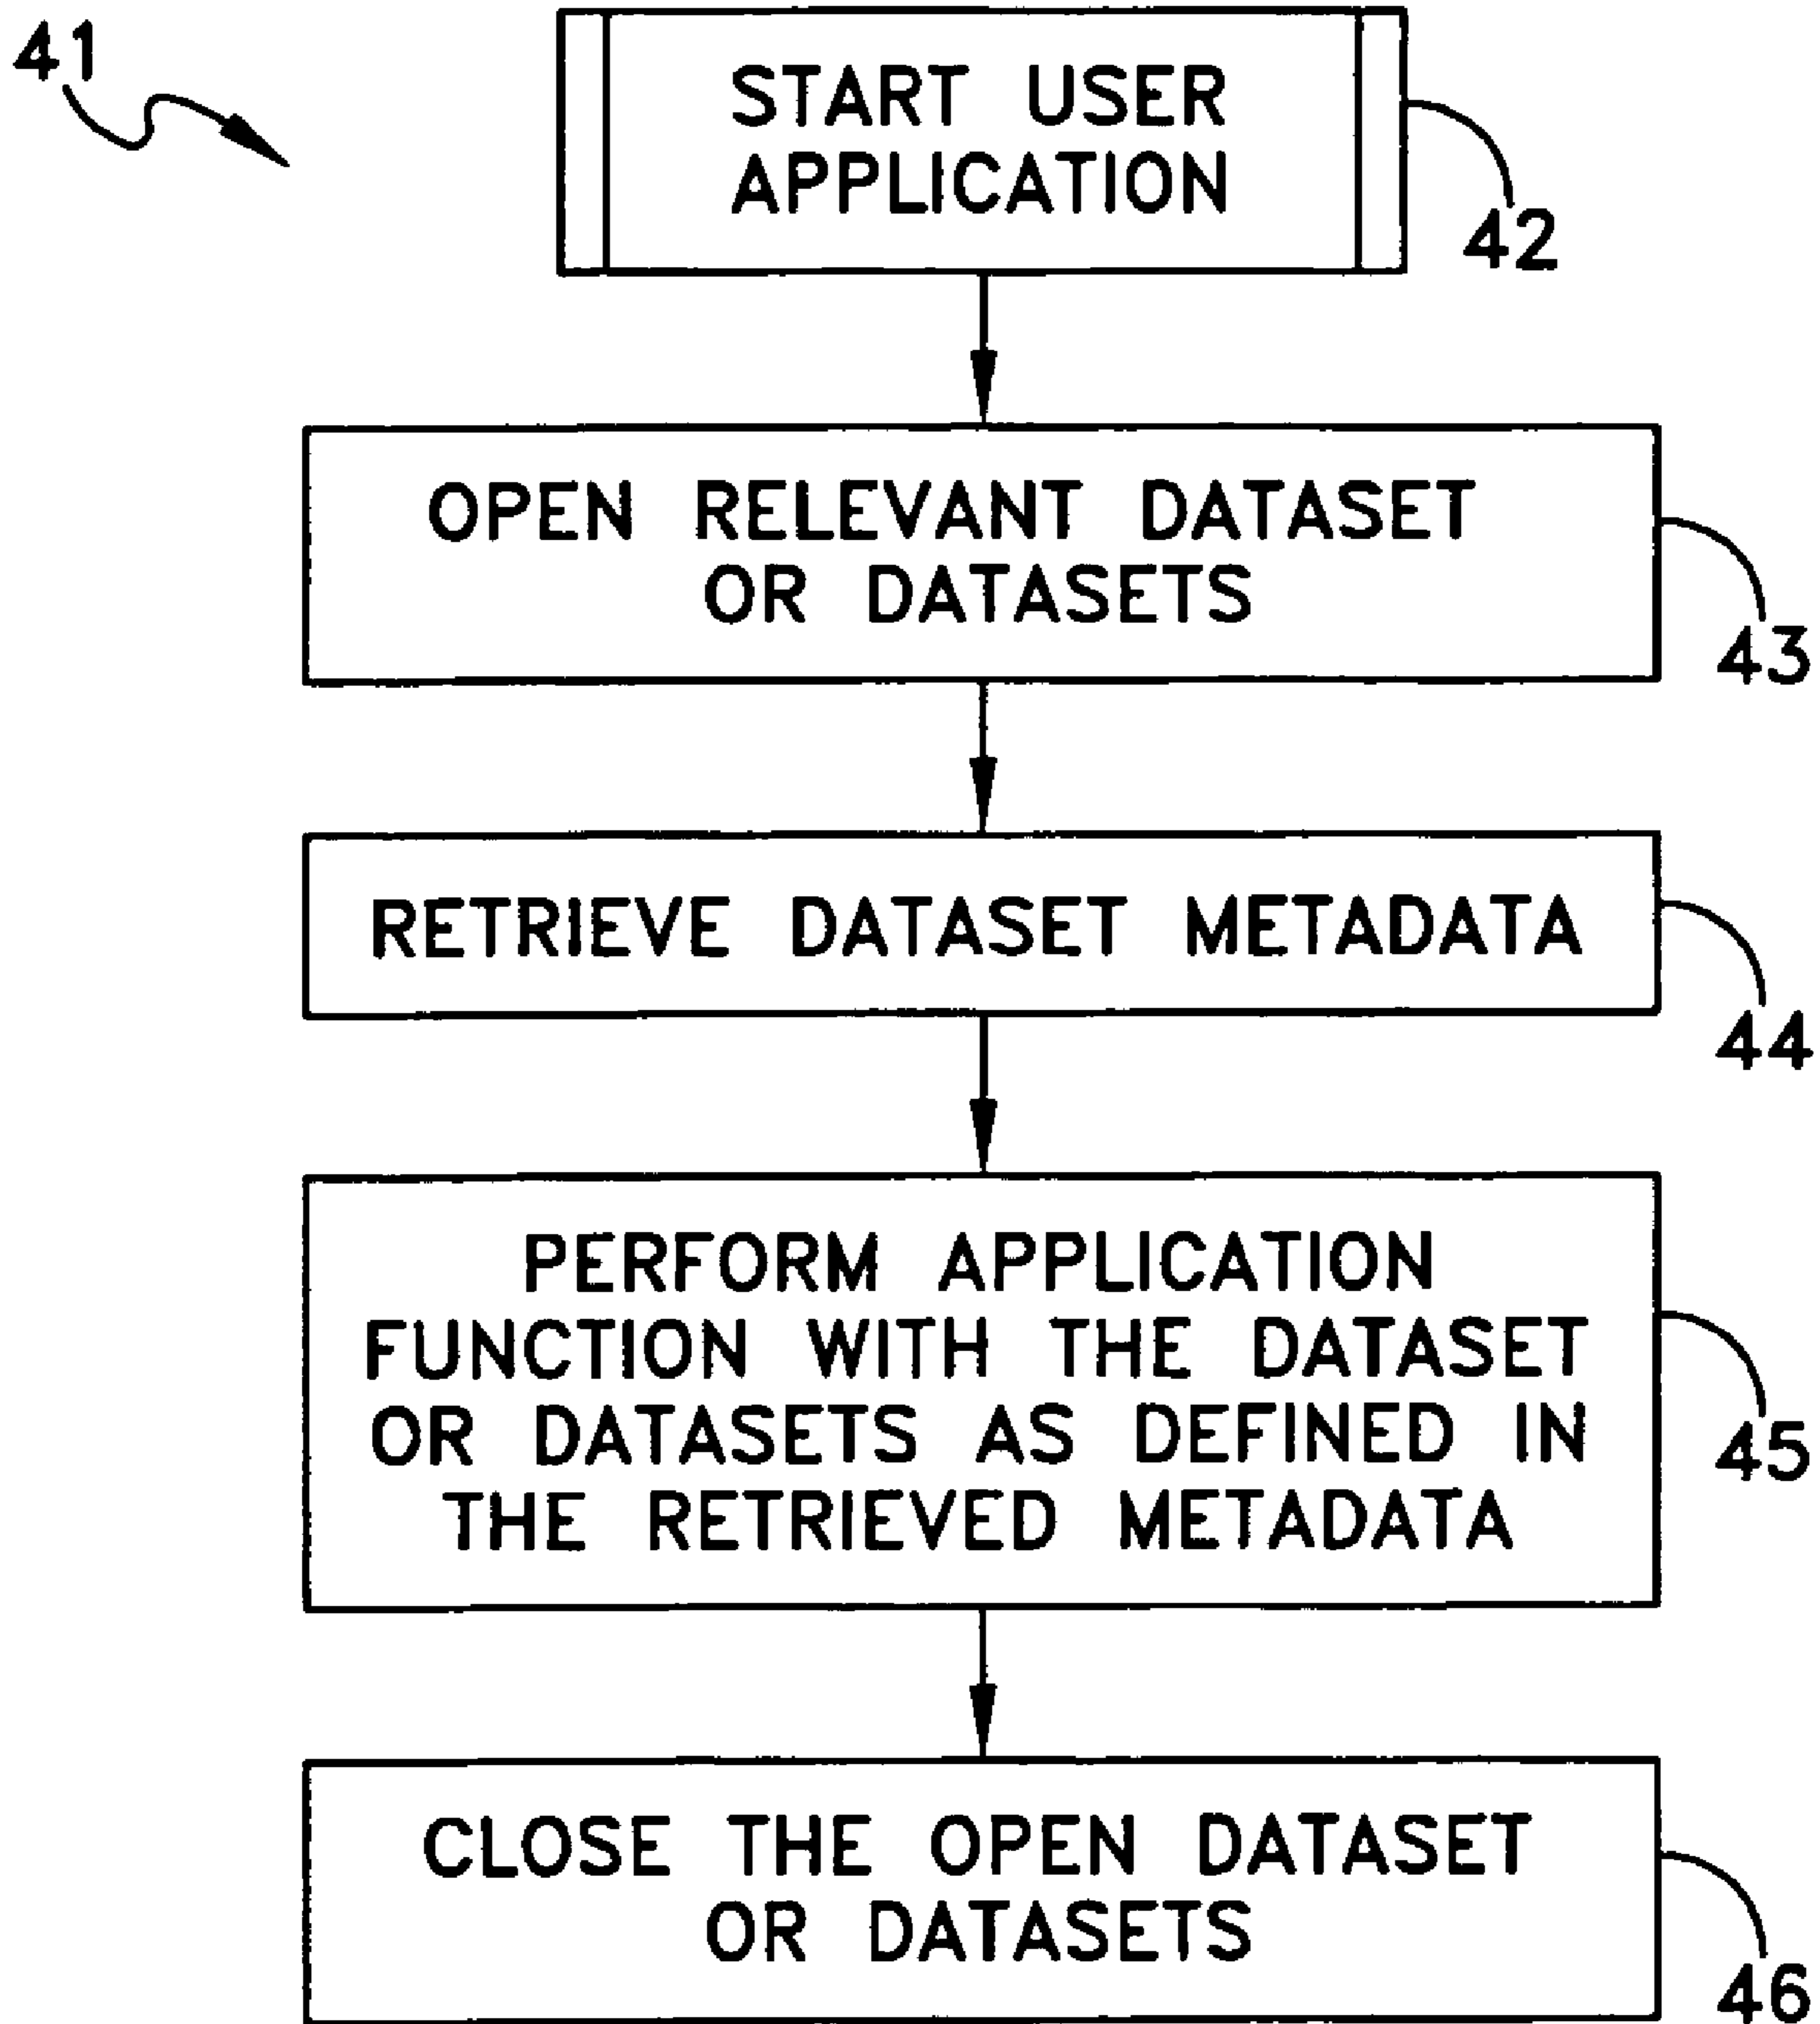 41
START USER
APPLICATION
42
OPEN RELEVANT DATASET
OR DATASETS
43
RETRIEVE DATASET METADATA
44
PERFORM APPLICATION
FUNCTION WITH THE DATASET
OR DATASETS AS DEFINED IN
THE RETRIEVED METADATA
45
CLOSE THE OPEN DATASET
OR DATASETS
46